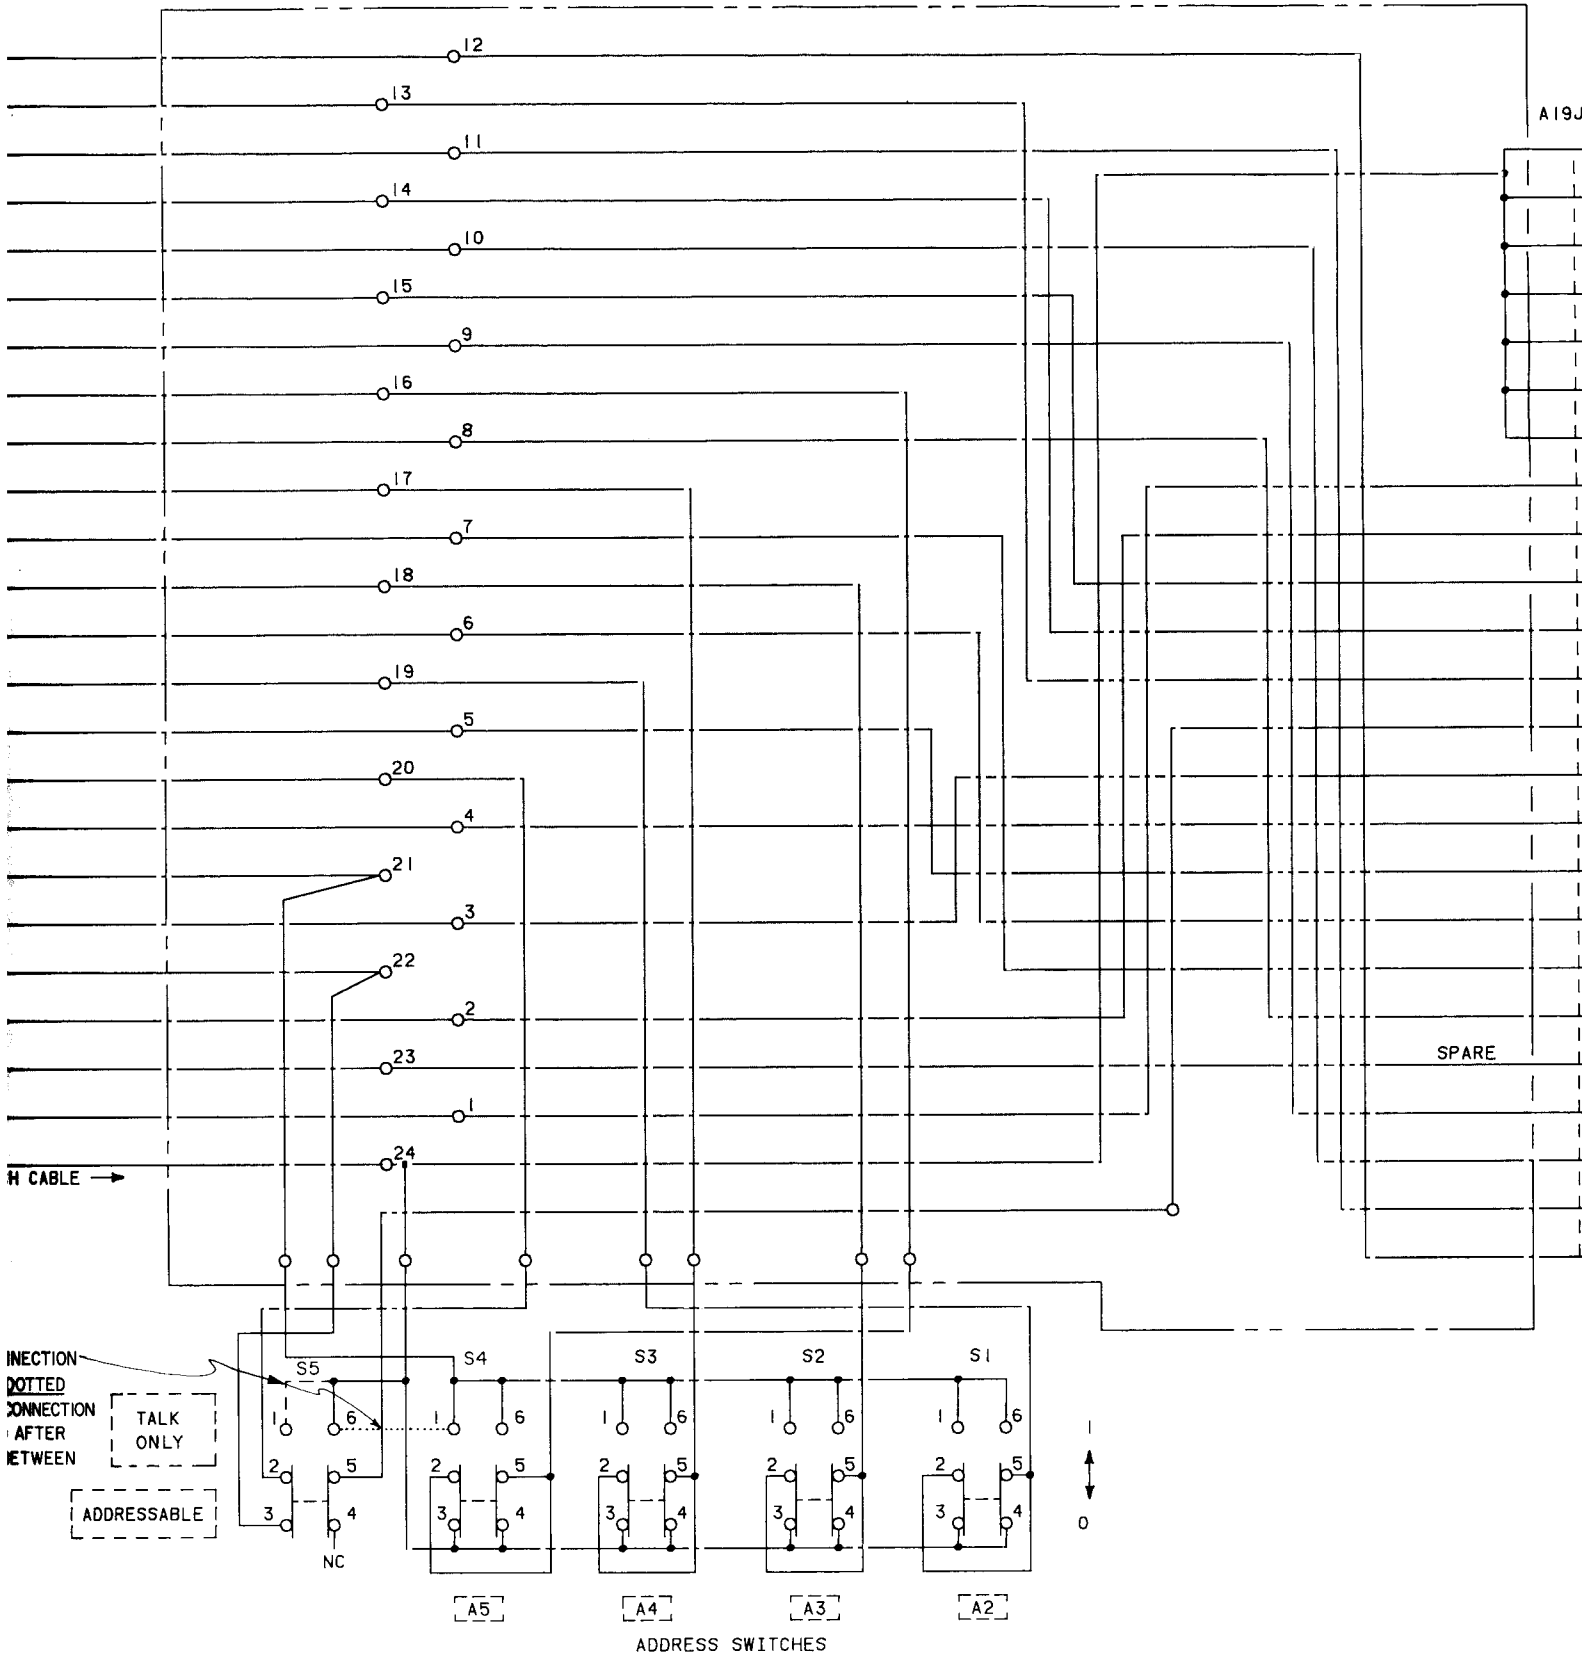 12
13
A19J
11
14
10
15
9
16
8
17
7
18
6
19
5
20
4
21
3
22
2
23
SPARE
1
24
H CABLE →
NECTION
DOTTED
CONNECTION
AFTER
BETWEEN
TALK
ONLY
ADDRESSABLE
S5 S4 S3 S2 S1
1 6 1 6 1 6 1 6 1 6 1
2 5 2 5 2 5 2 5 2 5
3 4 3 4 3 4 3 4 3 4 0
NC
A5 A4 A3 A2
ADDRESS SWITCHES